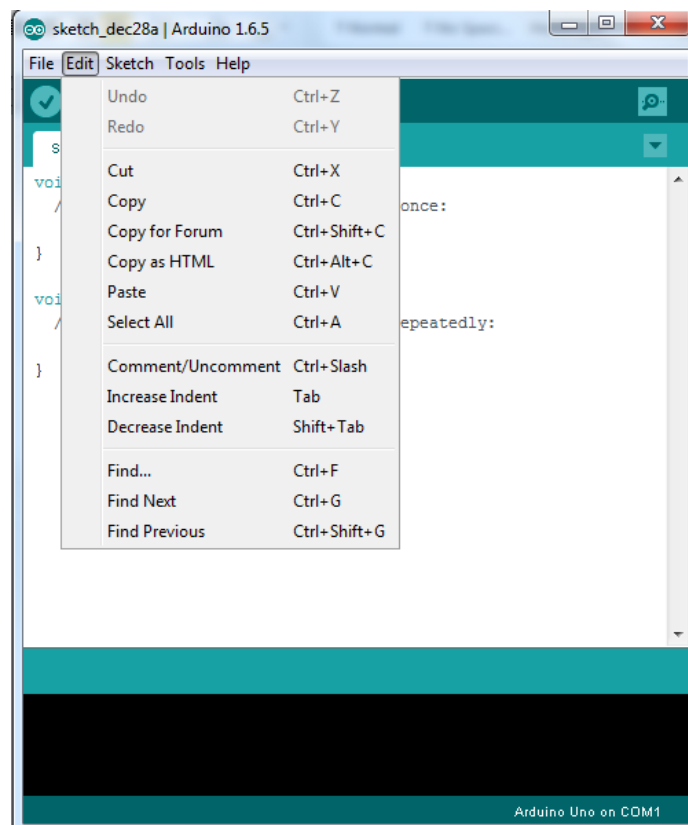 sketch_dec28a | Arduino 1.6.5
File Edit Sketch Tools Help
Undo Ctrl+Z
Redo Ctrl+Y
s
Cut Ctrl+X
voi
Copy Ctrl+C
/ once:
Copy for Forum Ctrl+Shift+C
}
Copy as HTML Ctrl+Alt+C
Paste Ctrl+V
voi
Select All Ctrl+A
/ epeatedly:
Comment/Uncomment Ctrl+Slash
}
Increase Indent Tab
Decrease Indent Shift+Tab
Find... Ctrl+F
Find Next Ctrl+G
Find Previous Ctrl+Shift+G
Arduino Uno on COM1